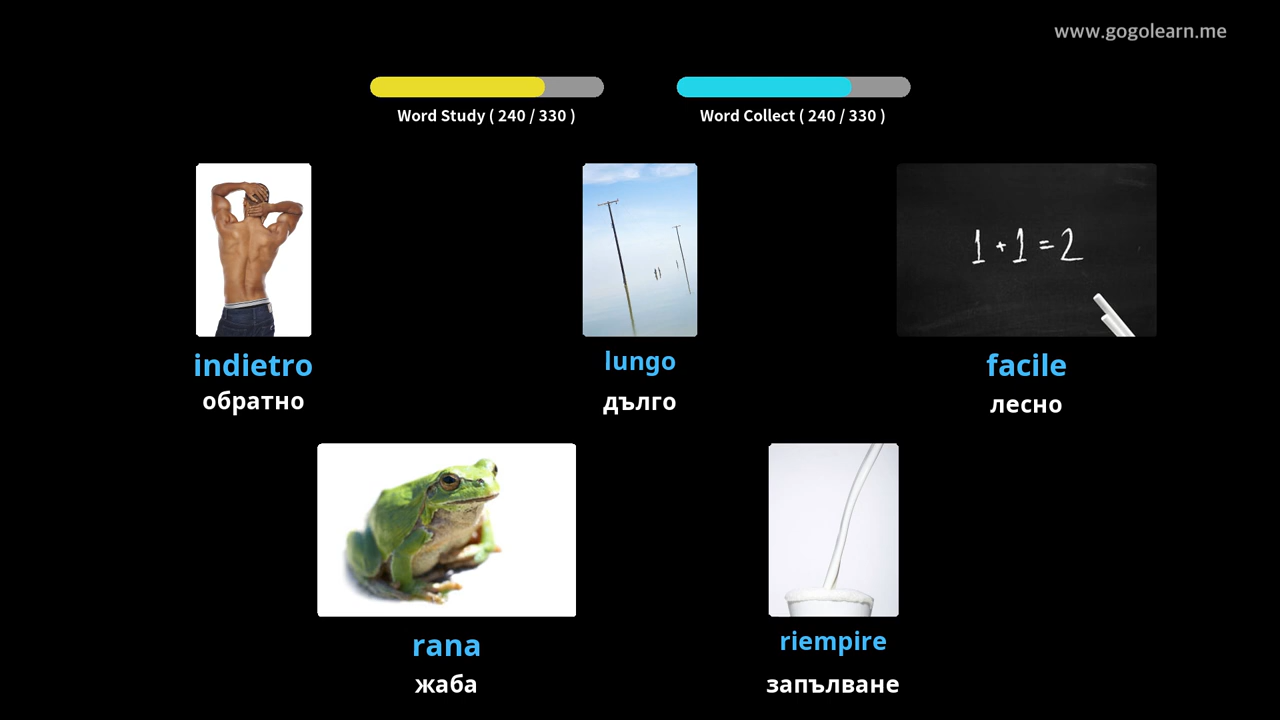 www.gogolearn.me
Word Study ( 240 / 330 )
Word Collect ( 240 / 330 )
1 + 1 = 2
indietro
обратно
lungo
дълго
facile
лесно
rana
жаба
riempire
запълване